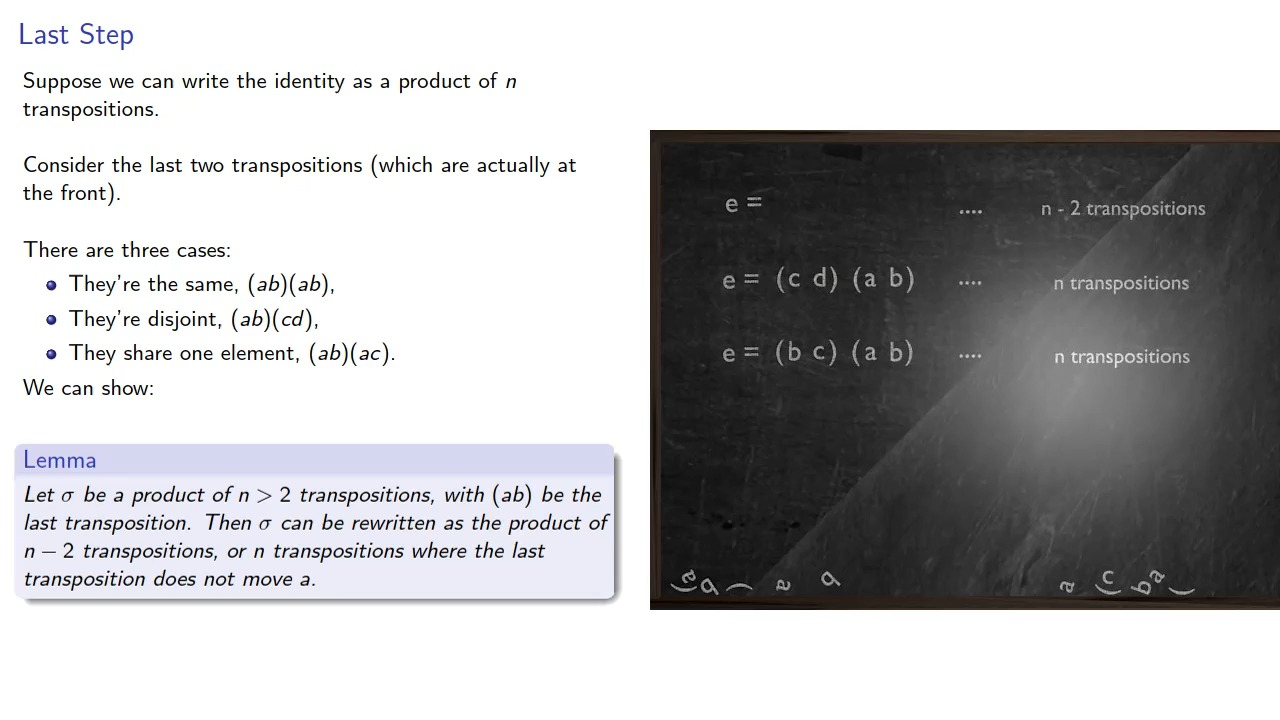 Last Step
Suppose we can write the identity as a product of n
transpositions.
Consider the last two transpositions (which are actually at
the front).
There are three cases:
They're the same, (ab)(ab),
They're disjoint, (ab)(cd),
They share one element, (ab)(ac).
We can show:
Lemma
Let σ be a product of n > 2 transpositions, with (ab) be the
last transposition. Then σ can be rewritten as the product of
n − 2 transpositions, or n transpositions where the last
transposition does not move a.
e = .... n - 2 transpositions
e = (c d) (a b) .... n transpositions
e = (b c) (a b) .... n transpositions